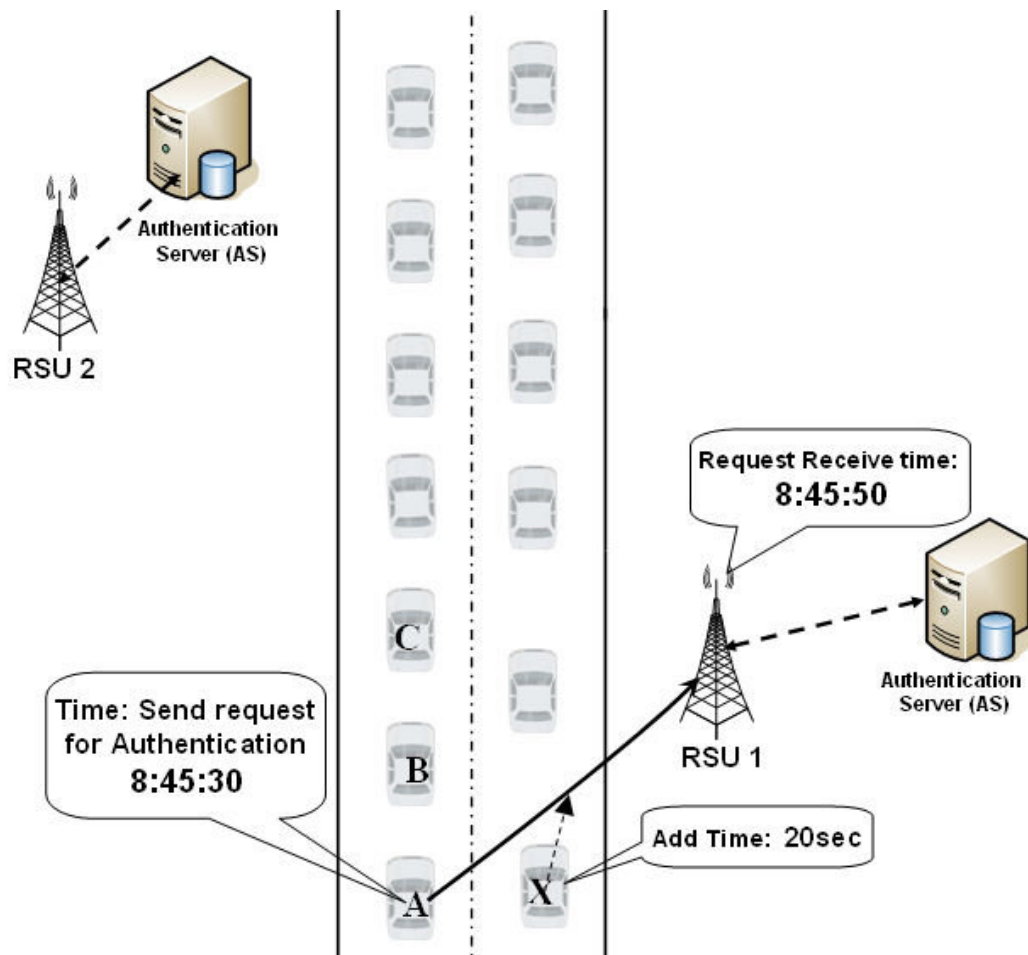 Authentication
Server (AS)
RSU 2
Request Receive time:
8:45:50
Authentication
Server (AS)
RSU 1
C
Time: Send request
for Authentication
8:45:30
B
Add Time: 20sec
A
X